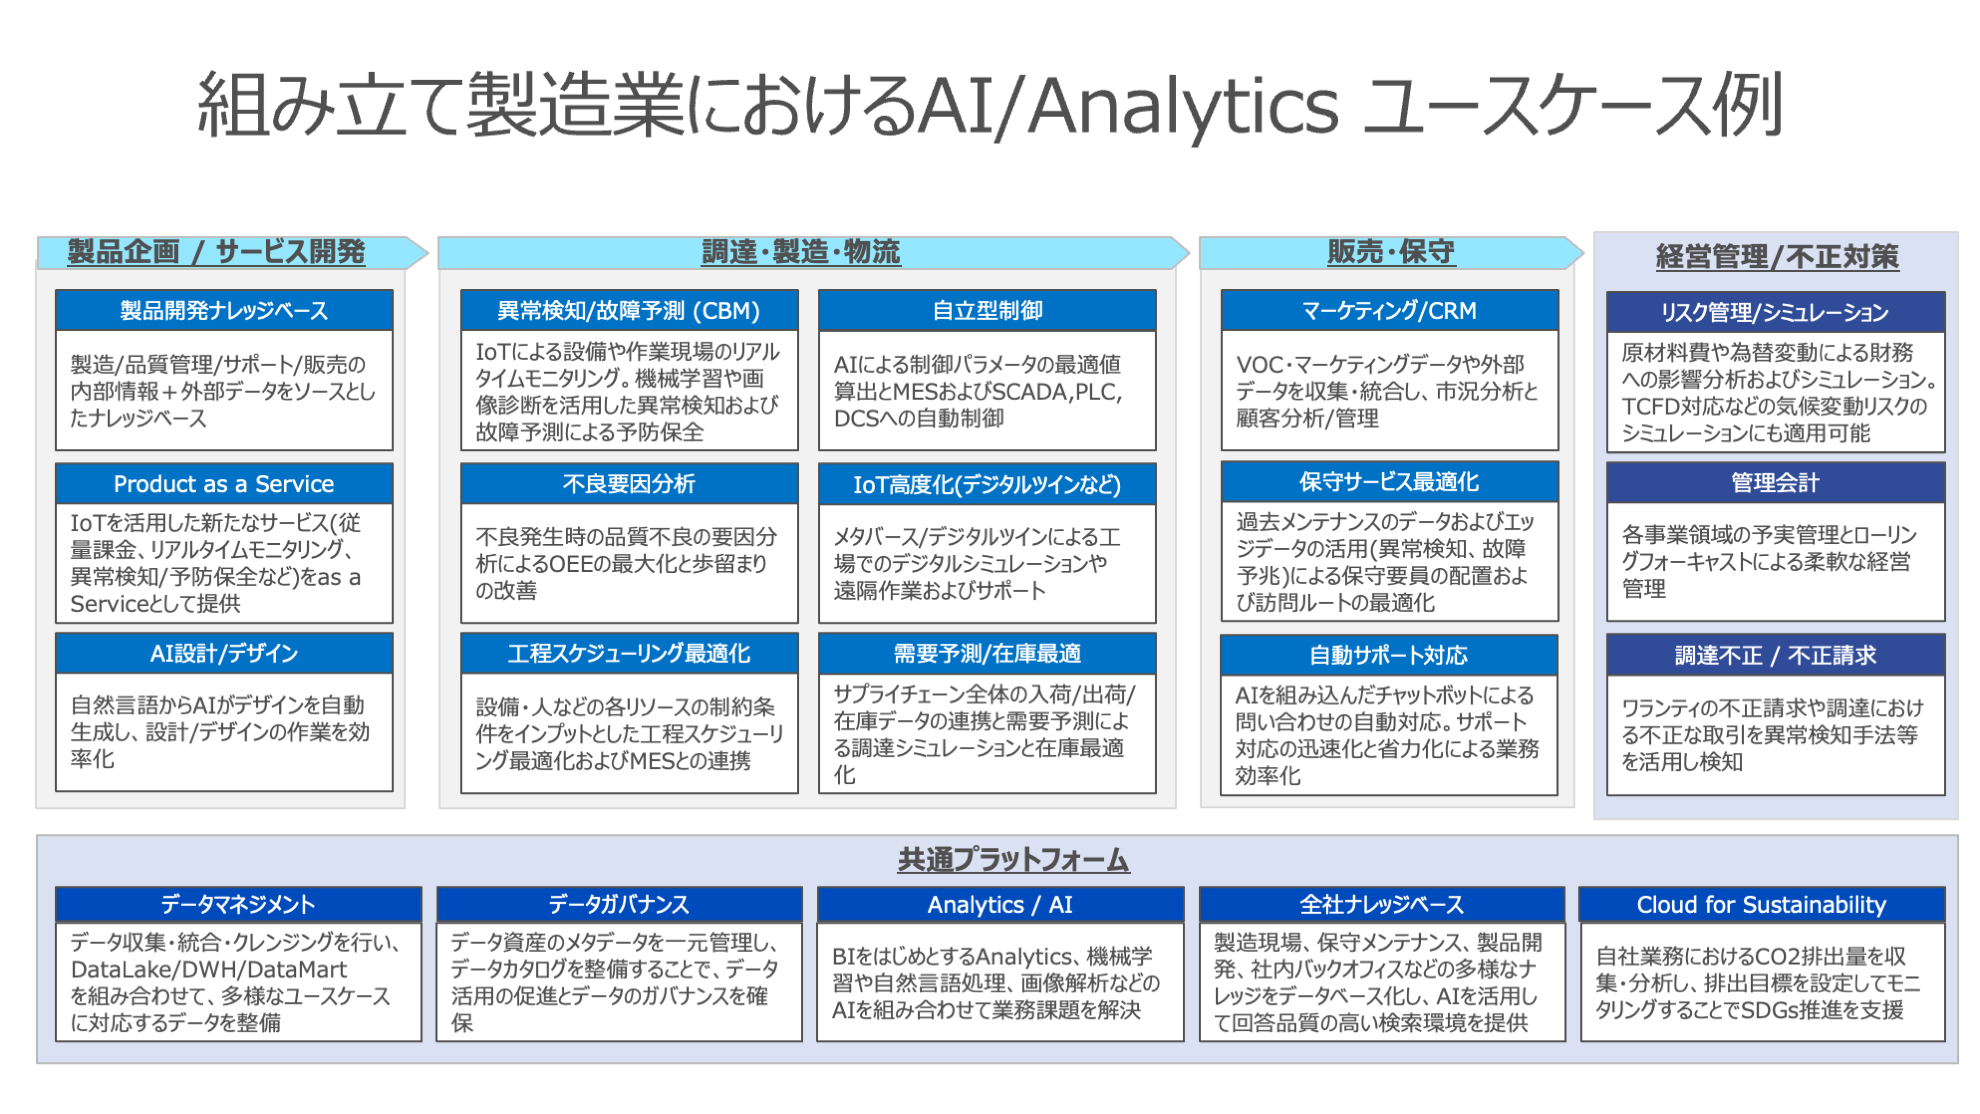 組み立て製造業におけるAI/Analytics ユースケース例
製品企画 / サービス開発
製品開発ナレッジベース
製造/品質管理/サポート/販売の
内部情報＋外部データをソースとし
たナレッジベース
Product as a Service
IoTを活用した新たなサービス(従
量課金、リアルタイムモニタリング、
異常検知/予防保全など)をas a
Serviceとして提供
AI設計/デザイン
自然言語からAIがデザインを自動
生成し、設計/デザインの作業を効
率化
調達・製造・物流
異常検知/故障予測 (CBM)
IoTによる設備や作業現場のリアル
タイムモニタリング。機械学習や画
像診断を活用した異常検知および
故障予測による予防保全
自立型制御
AIによる制御パラメータの最適値
算出とMESおよびSCADA,PLC,
DCSへの自動制御
不良要因分析
不良発生時の品質不良の要因分
析によるOEEの最大化と歩留まり
の改善
IoT高度化(デジタルツインなど)
メタバース/デジタルツインによる工
場でのデジタルシミュレーションや
遠隔作業およびサポート
工程スケジューリング最適化
設備・人などの各リソースの制約条
件をインプットとした工程スケジューリ
ング最適化およびMESとの連携
需要予測/在庫最適
サプライチェーン全体の入荷/出荷/
在庫データの連携と需要予測によ
る調達シミュレーションと在庫最適
化
販売・保守
マーケティング/CRM
VOC・マーケティングデータや外部
データを収集・統合し、市況分析と
顧客分析/管理
保守サービス最適化
過去メンテナンスのデータおよびエッ
ジデータの活用(異常検知、故障
予兆)による保守要員の配置およ
び訪問ルートの最適化
自動サポート対応
AIを組み込んだチャットボットによる
問い合わせの自動対応。サポート
対応の迅速化と省力化による業務
効率化
経営管理/不正対策
リスク管理/シミュレーション
原材料費や為替変動による財務
への影響分析およびシミュレーション。
TCFD対応などの気候変動リスクの
シミュレーションにも適用可能
管理会計
各事業領域の予実管理とローリン
グフォーキャストによる柔軟な経営
管理
調達不正 / 不正請求
ワランティの不正請求や調達におけ
る不正な取引を異常検知手法等
を活用し検知
共通プラットフォーム
データマネジメント
データ収集・統合・クレンジングを行い、
DataLake/DWH/DataMart
を組み合わせて、多様なユースケース
に対応するデータを整備
データガバナンス
データ資産のメタデータを一元管理し、
データカタログを整備することで、データ
活用の促進とデータのガバナンスを確
保
Analytics / AI
BIをはじめとするAnalytics、機械学
習や自然言語処理、画像解析などの
AIを組み合わせて業務課題を解決
全社ナレッジベース
製造現場、保守メンテナンス、製品開
発、社内バックオフィスなどの多様なナ
レッジをデータベース化し、AIを活用し
て回答品質の高い検索環境を提供
Cloud for Sustainability
自社業務におけるCO2排出量を収
集・分析し、排出目標を設定してモニ
タリングすることでSDGs推進を支援